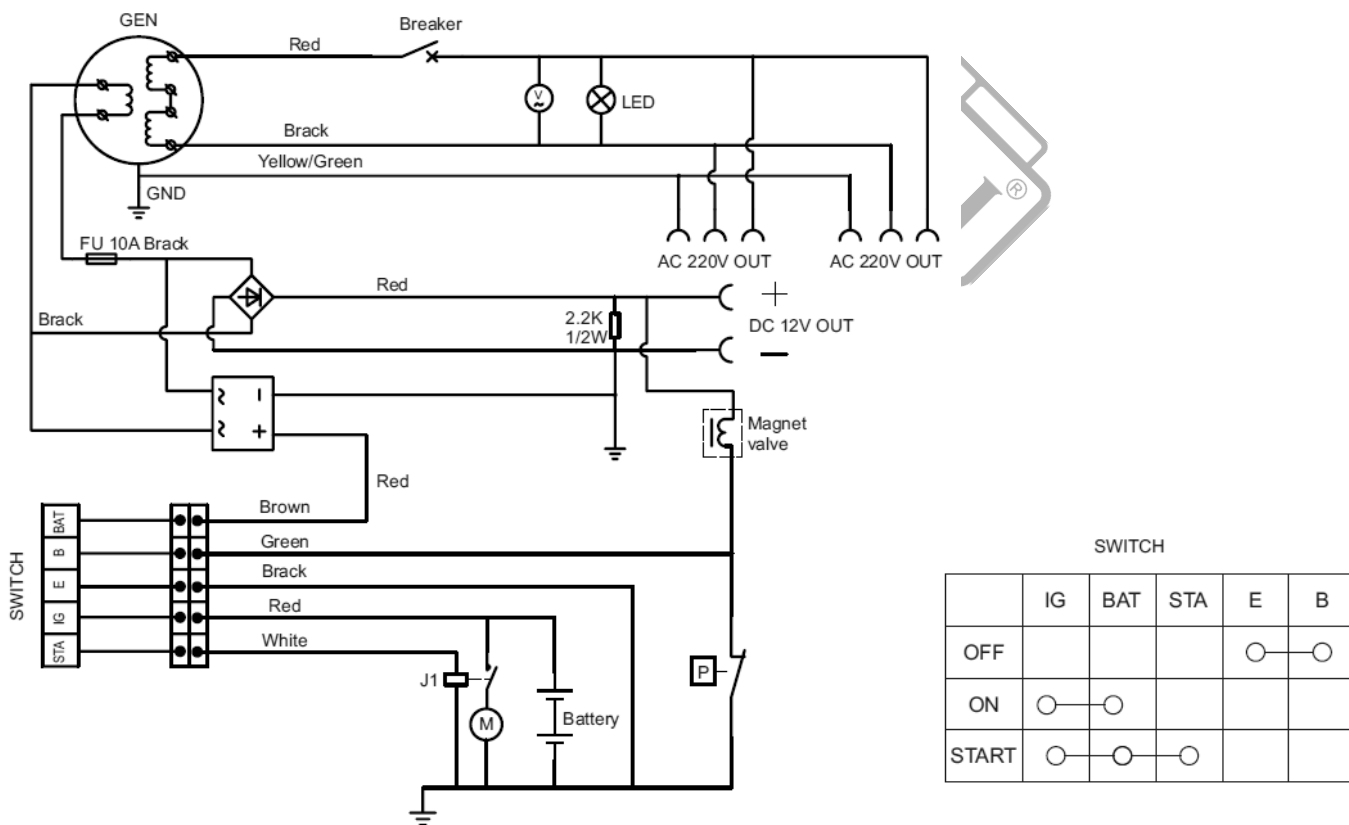 GEN
Breaker
Red
V
~
LED
Brack
Yellow/Green
GND
®
FU 10A Brack
AC 220V OUT
AC 220V OUT
Red
+
Brack
2.2K
1/2W
DC 12V OUT
—
~ −
~ +
Magnet
valve
Red
SWITCH
BAT
B
E
IG
STA
Brown
Green
Brack
Red
White
J1
M
Battery
P
SWITCH
IG BAT STA E B
OFF
ON
START